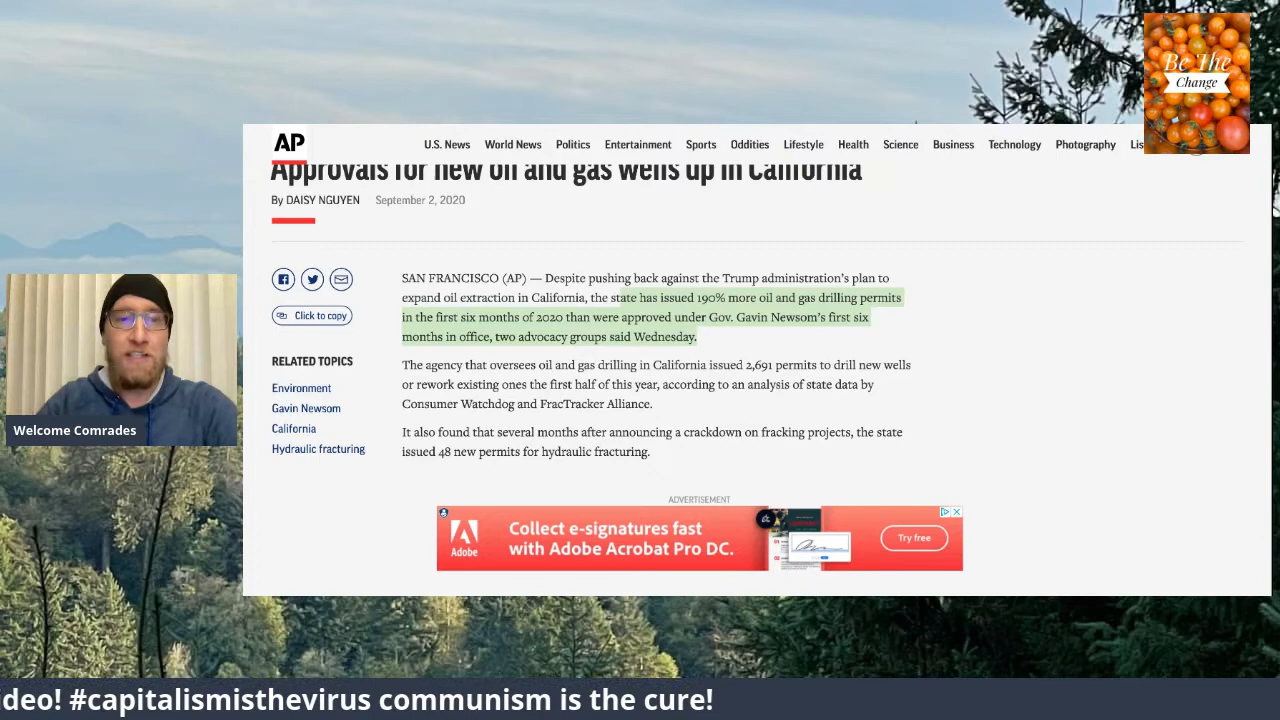 Be The
Change
AP
U.S. News World News Politics Entertainment Sports Oddities Lifestyle Health Science Business Technology Photography Lis
Approvals for new oil and gas wells up in California
By DAISY NGUYEN September 2, 2020
SAN FRANCISCO (AP) — Despite pushing back against the Trump administration's plan to
expand oil extraction in California, the state has issued 190% more oil and gas drilling permits
in the first six months of 2020 than were approved under Gov. Gavin Newsom's first six
months in office, two advocacy groups said Wednesday.
Click to copy
RELATED TOPICS
Environment
Gavin Newsom
California
Hydraulic fracturing
The agency that oversees oil and gas drilling in California issued 2,691 permits to drill new wells
or rework existing ones the first half of this year, according to an analysis of state data by
Consumer Watchdog and FracTracker Alliance.
It also found that several months after announcing a crackdown on fracking projects, the state
issued 48 new permits for hydraulic fracturing.
Welcome Comrades
ADVERTISEMENT
Adobe
Collect e-signatures fast
with Adobe Acrobat Pro DC.
Try free
ideo! #capitalismisthevirus communism is the cure!